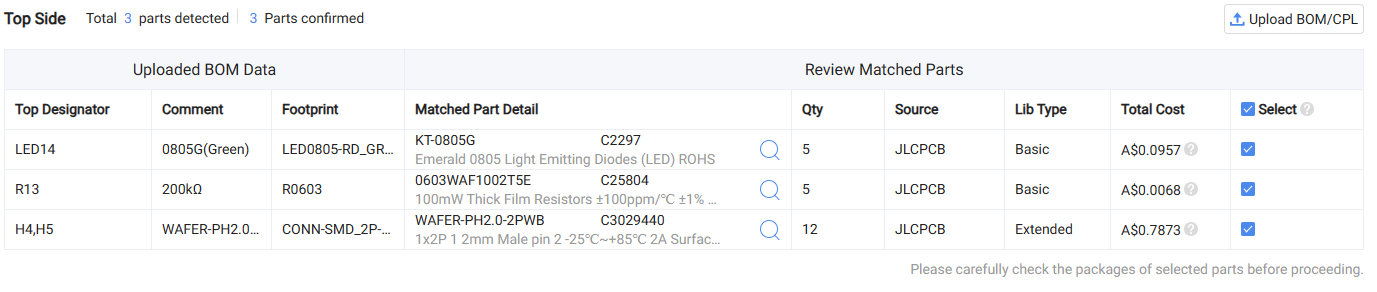 Top Side Total 3 parts detected 3 Parts confirmed Upload BOM/CPL
Uploaded BOM Data Review Matched Parts
Top Designator Comment Footprint Matched Part Detail Qty Source Lib Type Total Cost Select ?
LED14 0805G(Green) LED0805-RD_GR... KT-0805G C2297 5 JLCPCB Basic A$0.0957 ?
Emerald 0805 Light Emitting Diodes (LED) ROHS
R13 200kΩ R0603 0603WAF1002T5E C25804 5 JLCPCB Basic A$0.0068 ?
100mW Thick Film Resistors ±100ppm/℃ ±1% ...
H4,H5 WAFER-PH2.0... CONN-SMD_2P-... WAFER-PH2.0-2PWB C3029440 12 JLCPCB Extended A$0.7873 ?
1x2P 1 2mm Male pin 2 -25℃~+85℃ 2A Surfac...
Please carefully check the packages of selected parts before proceeding.